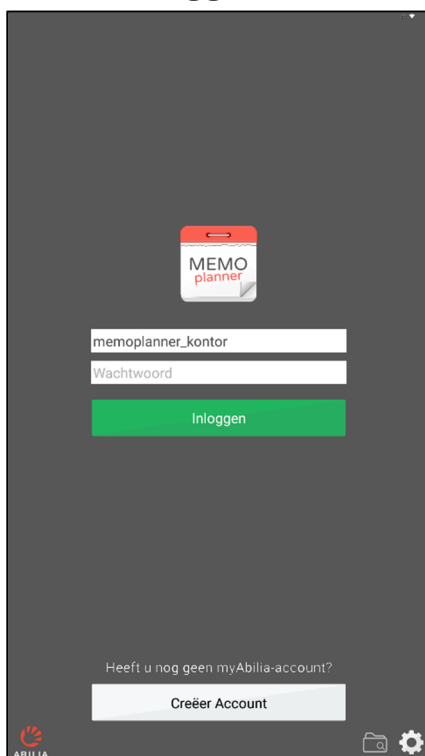 MEMO
planner
memoplanner_kontor
Wachtwoord
Inloggen
Heeft u nog geen myAbilia-account?
Creëer Account
ABILIA